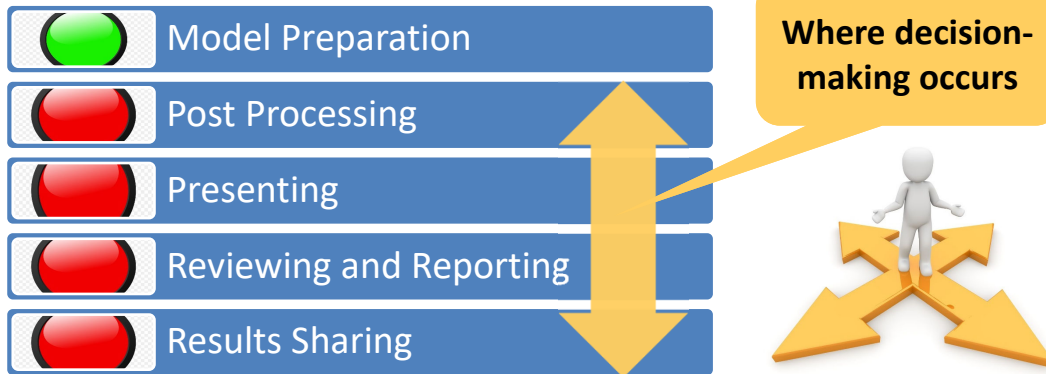 Model Preparation
Post Processing
Presenting
Reviewing and Reporting
Results Sharing
Where decision-
making occurs